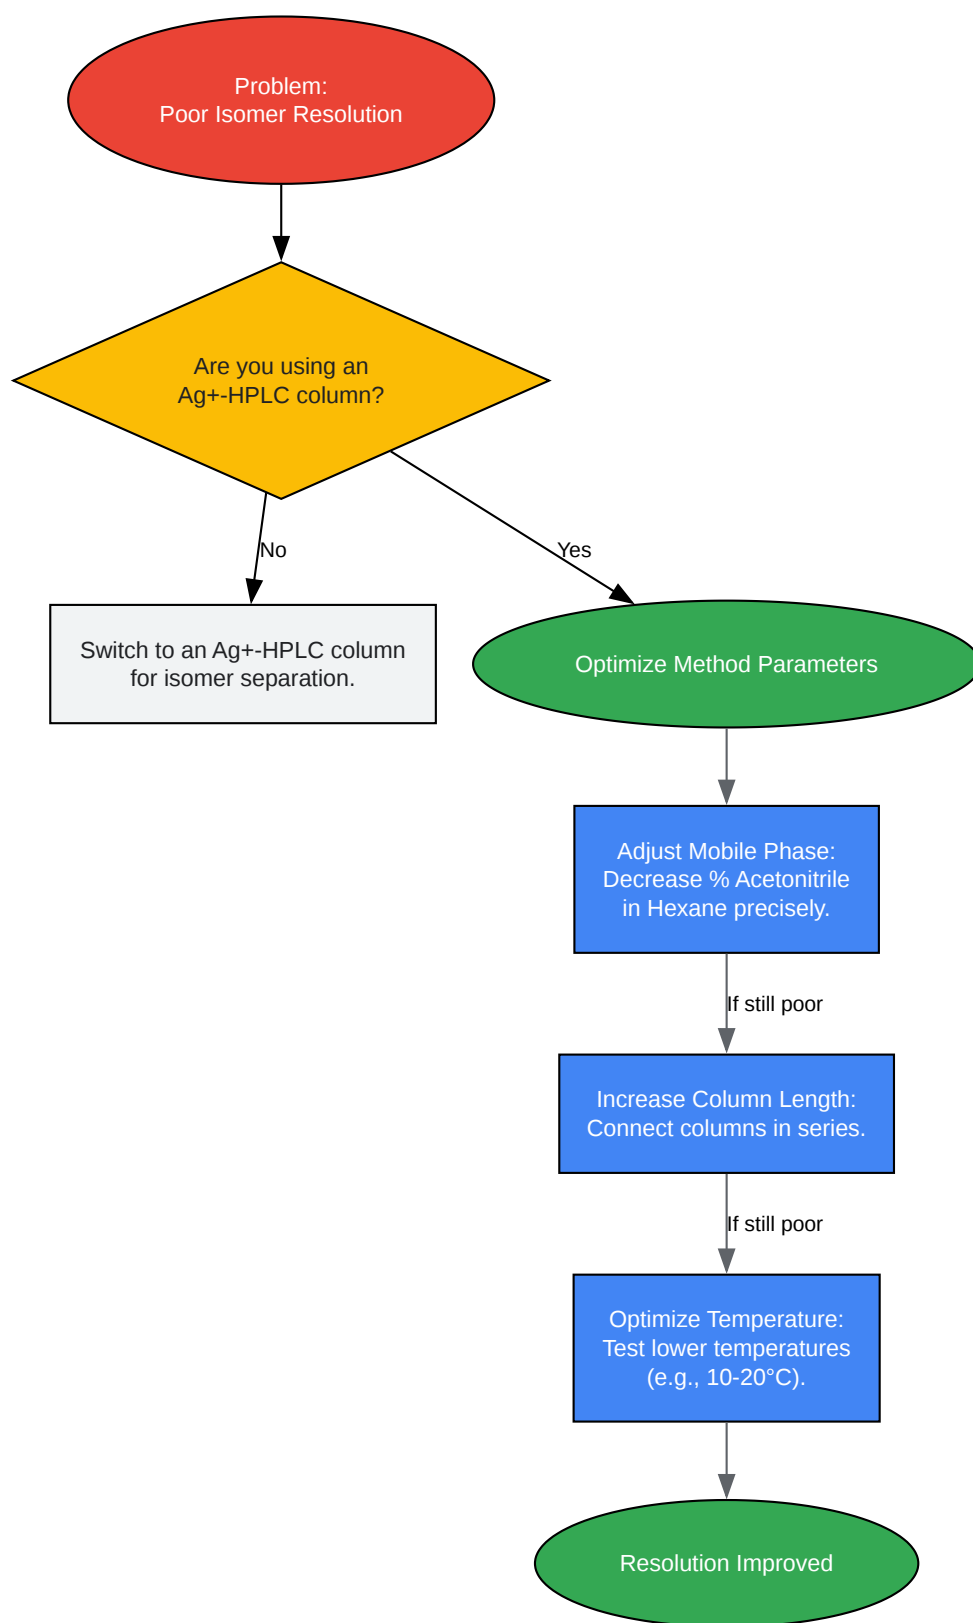 Problem:
Poor Isomer Resolution
Are you using an
Ag+-HPLC column?
No
Yes
Switch to an Ag+-HPLC column
for isomer separation.
Optimize Method Parameters
Adjust Mobile Phase:
Decrease % Acetonitrile
in Hexane precisely.
If still poor
Increase Column Length:
Connect columns in series.
If still poor
Optimize Temperature:
Test lower temperatures
(e.g., 10-20°C).
Resolution Improved